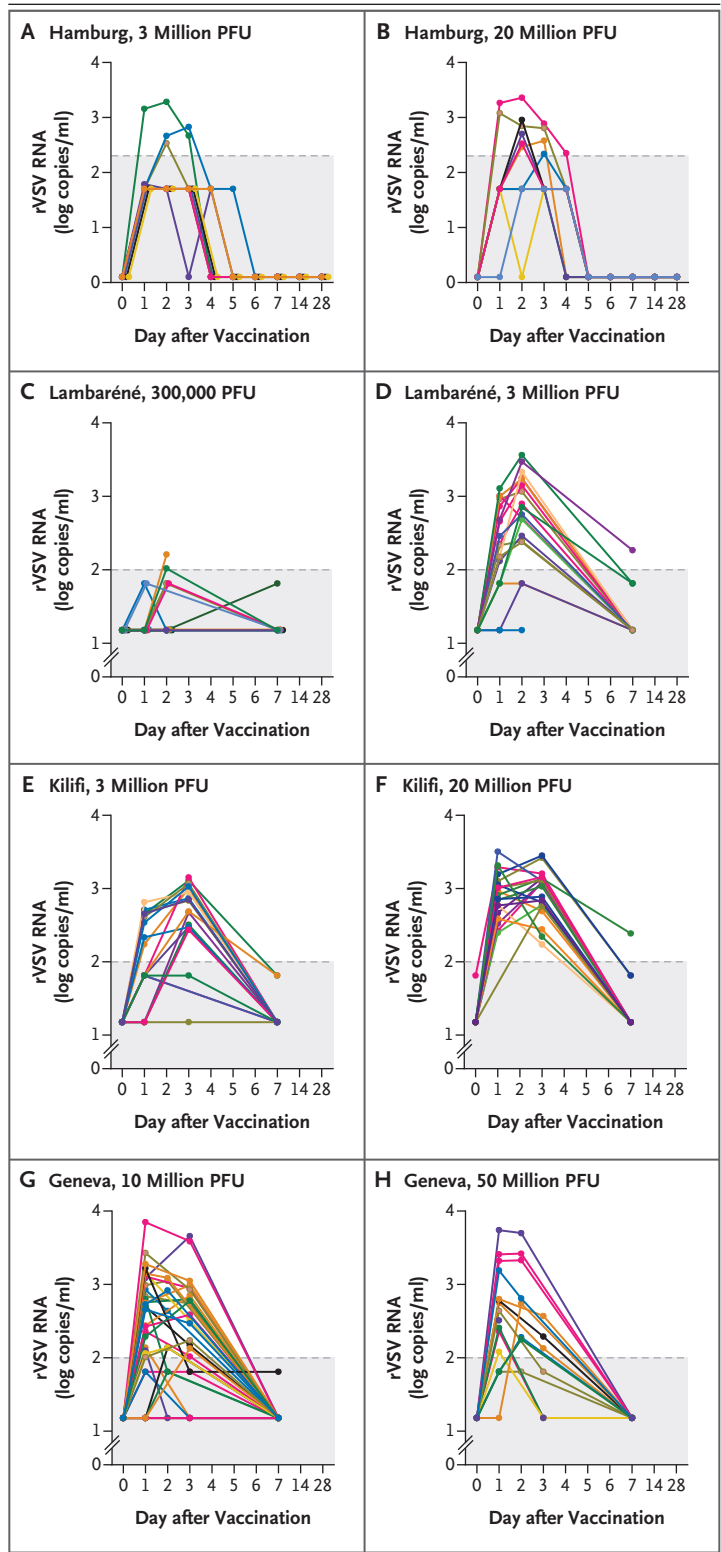 A Hamburg, 3 Million PFU
rVSV RNA
(log copies/ml)
4
3
2
1
0
0 1 2 3 4 5 6 7 14 28
Day after Vaccination
B Hamburg, 20 Million PFU
rVSV RNA
(log copies/ml)
4
3
2
1
0
0 1 2 3 4 5 6 7 14 28
Day after Vaccination
C Lambaréné, 300,000 PFU
rVSV RNA
(log copies/ml)
4
3
2
1
0
0 1 2 3 4 5 6 7 14 28
Day after Vaccination
D Lambaréné, 3 Million PFU
rVSV RNA
(log copies/ml)
4
3
2
1
0
0 1 2 3 4 5 6 7 14 28
Day after Vaccination
E Kilifi, 3 Million PFU
rVSV RNA
(log copies/ml)
4
3
2
1
0
0 1 2 3 4 5 6 7 14 28
Day after Vaccination
F Kilifi, 20 Million PFU
rVSV RNA
(log copies/ml)
4
3
2
1
0
0 1 2 3 4 5 6 7 14 28
Day after Vaccination
G Geneva, 10 Million PFU
rVSV RNA
(log copies/ml)
4
3
2
1
0
0 1 2 3 4 5 6 7 14 28
Day after Vaccination
H Geneva, 50 Million PFU
rVSV RNA
(log copies/ml)
4
3
2
1
0
0 1 2 3 4 5 6 7 14 28
Day after Vaccination